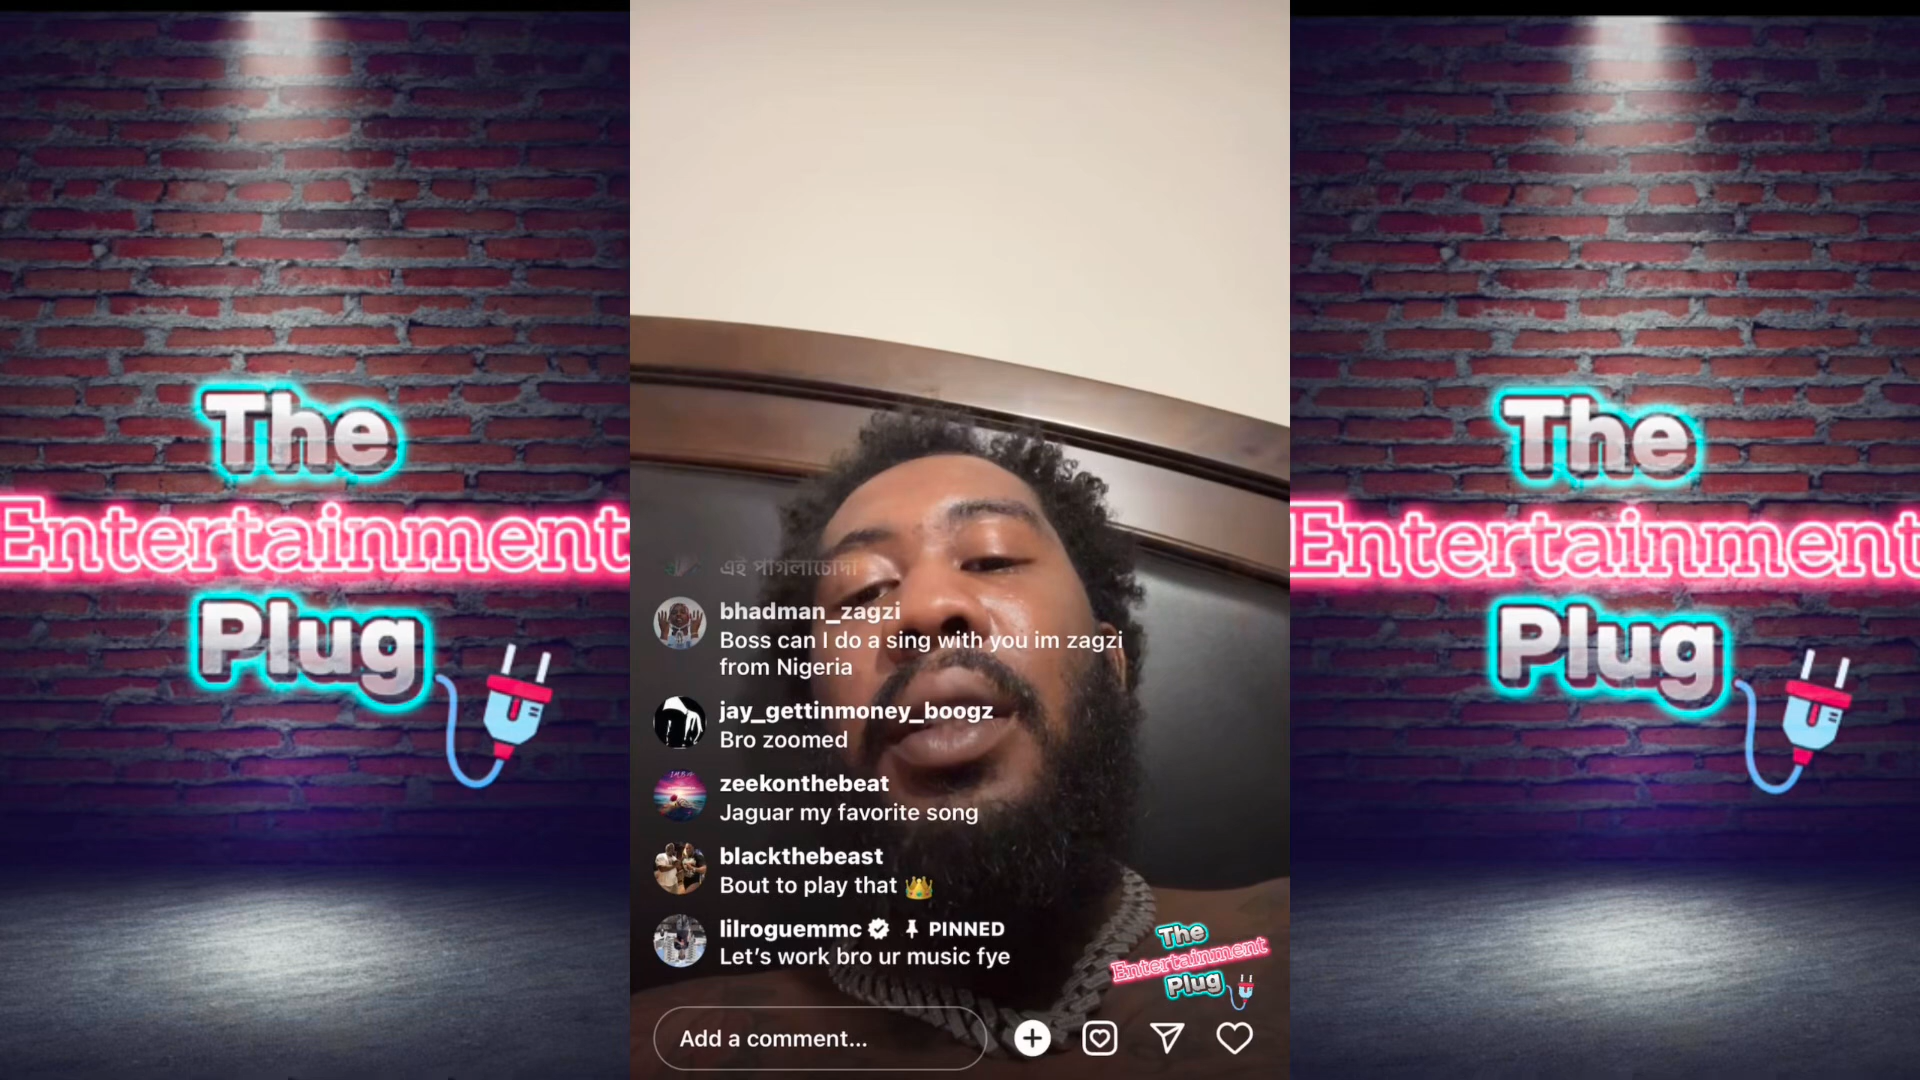 The
Entertainment
Plug
এই পাগলাচোদা
bhadman_zagzi
Boss can I do a sing with you im zagzi
from Nigeria
jay_gettinmoney_boogz
Bro zoomed
zeekonthebeat
Jaguar my favorite song
blackthebeast
Bout to play that 👑
lilroguemmc PINNED
Let's work bro ur music fye
Add a comment...
The
Entertainment
Plug
The
Entertainment
Plug